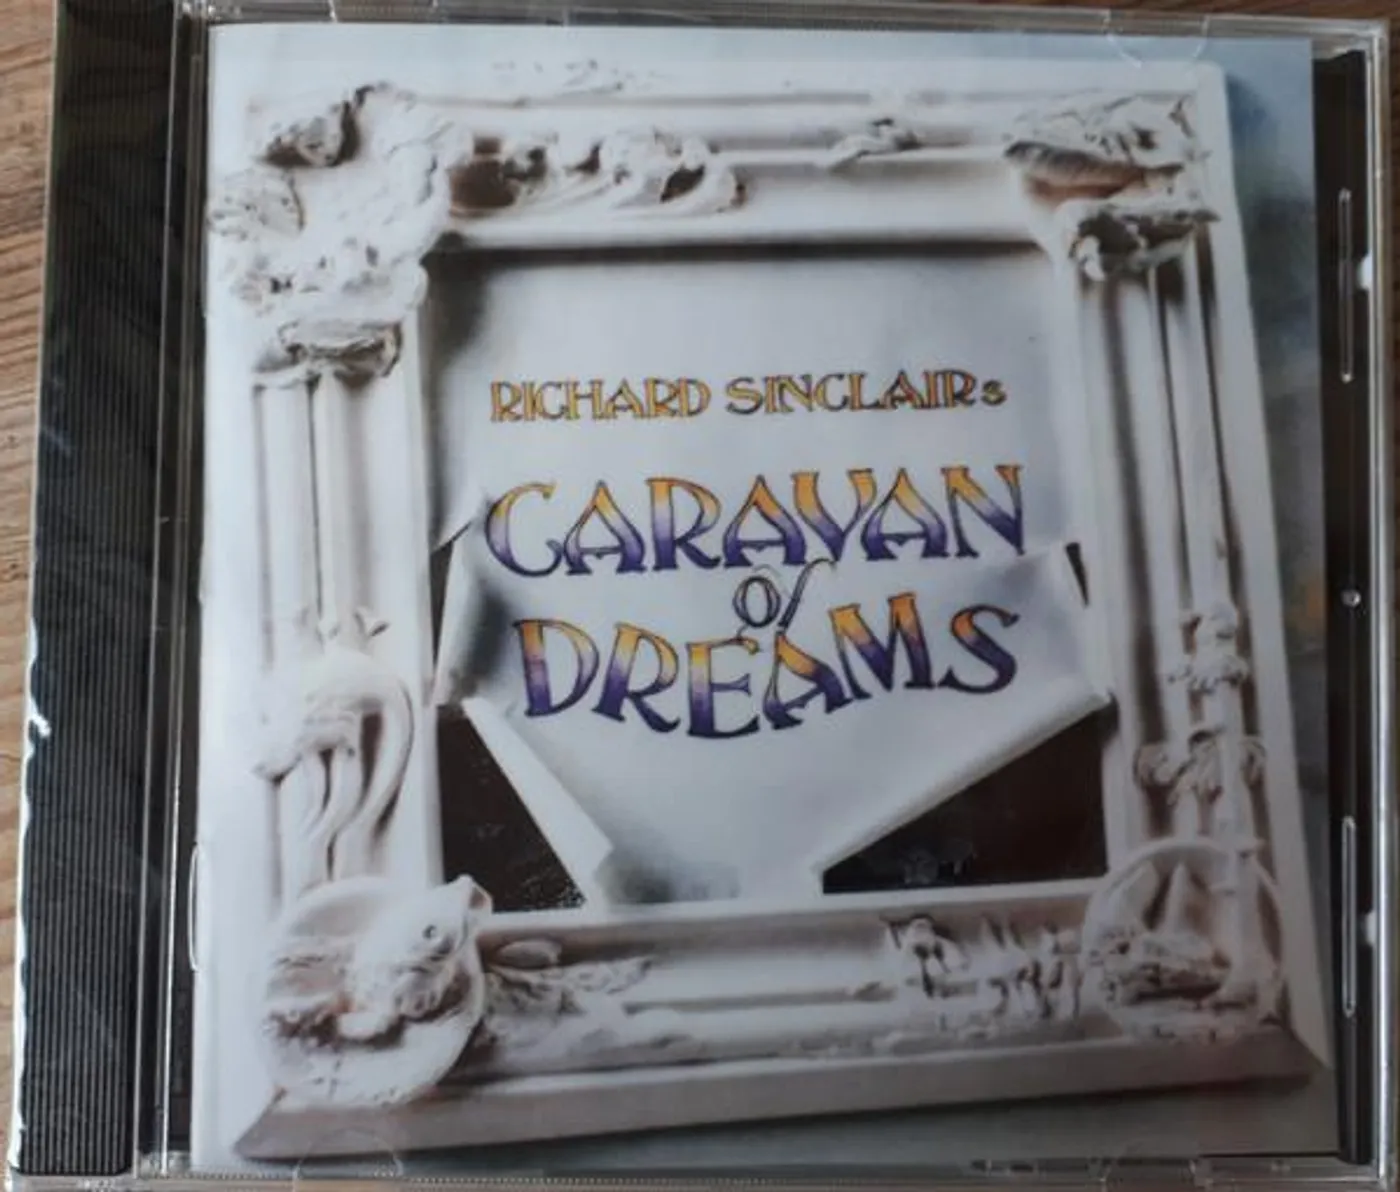 RICHARD SINCLAIRs
CARAVAN
of
DREAMS